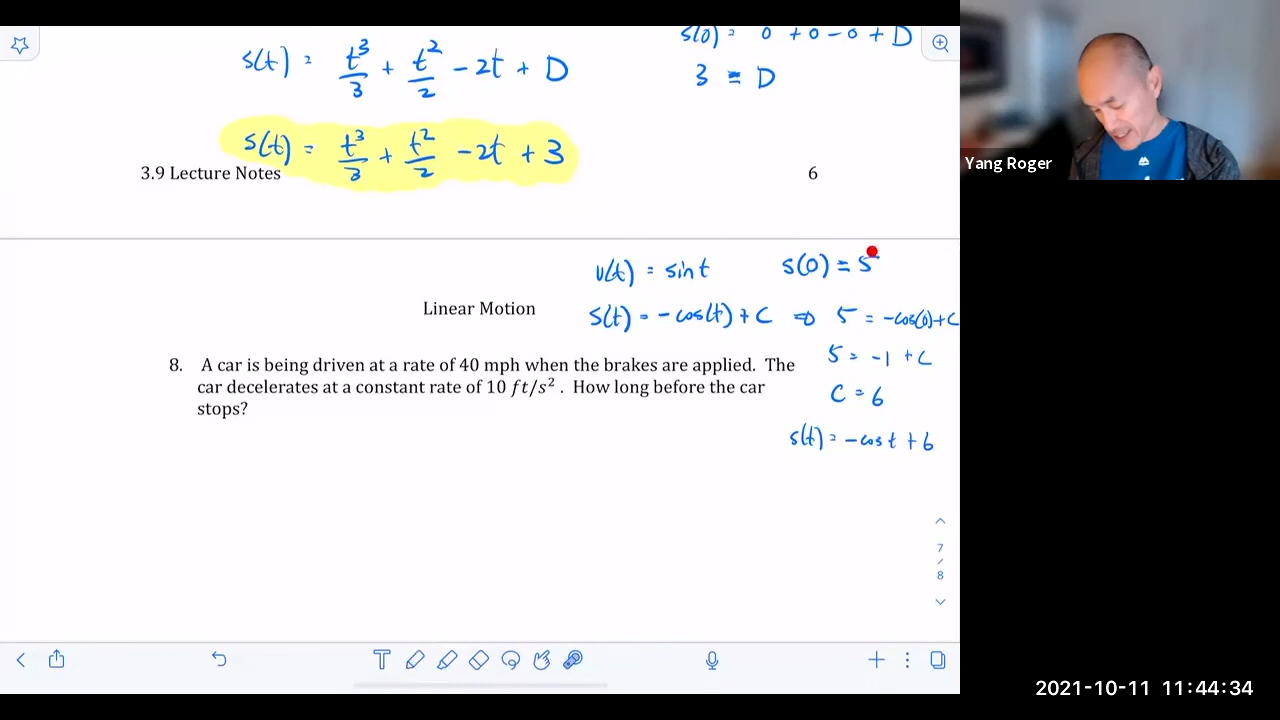 s(0) = 0 + 0 - 0 + D
s(t) = t³/3 + t²/2 - 2t + D
3 = D
s(t) = t³/3 + t²/2 - 2t + 3
3.9 Lecture Notes
6
Yang Roger
v(t) = sin t
s(0) = 5
Linear Motion
s(t) = -cos(t) + C ⇒ 5 = -cos(0) + C
8. A car is being driven at a rate of 40 mph when the brakes are applied. The
car decelerates at a constant rate of 10 ft/s². How long before the car
stops?
5 = -1 + C
C = 6
s(t) = -cos t + 6
7
/
8
T
2021-10-11 11:44:34